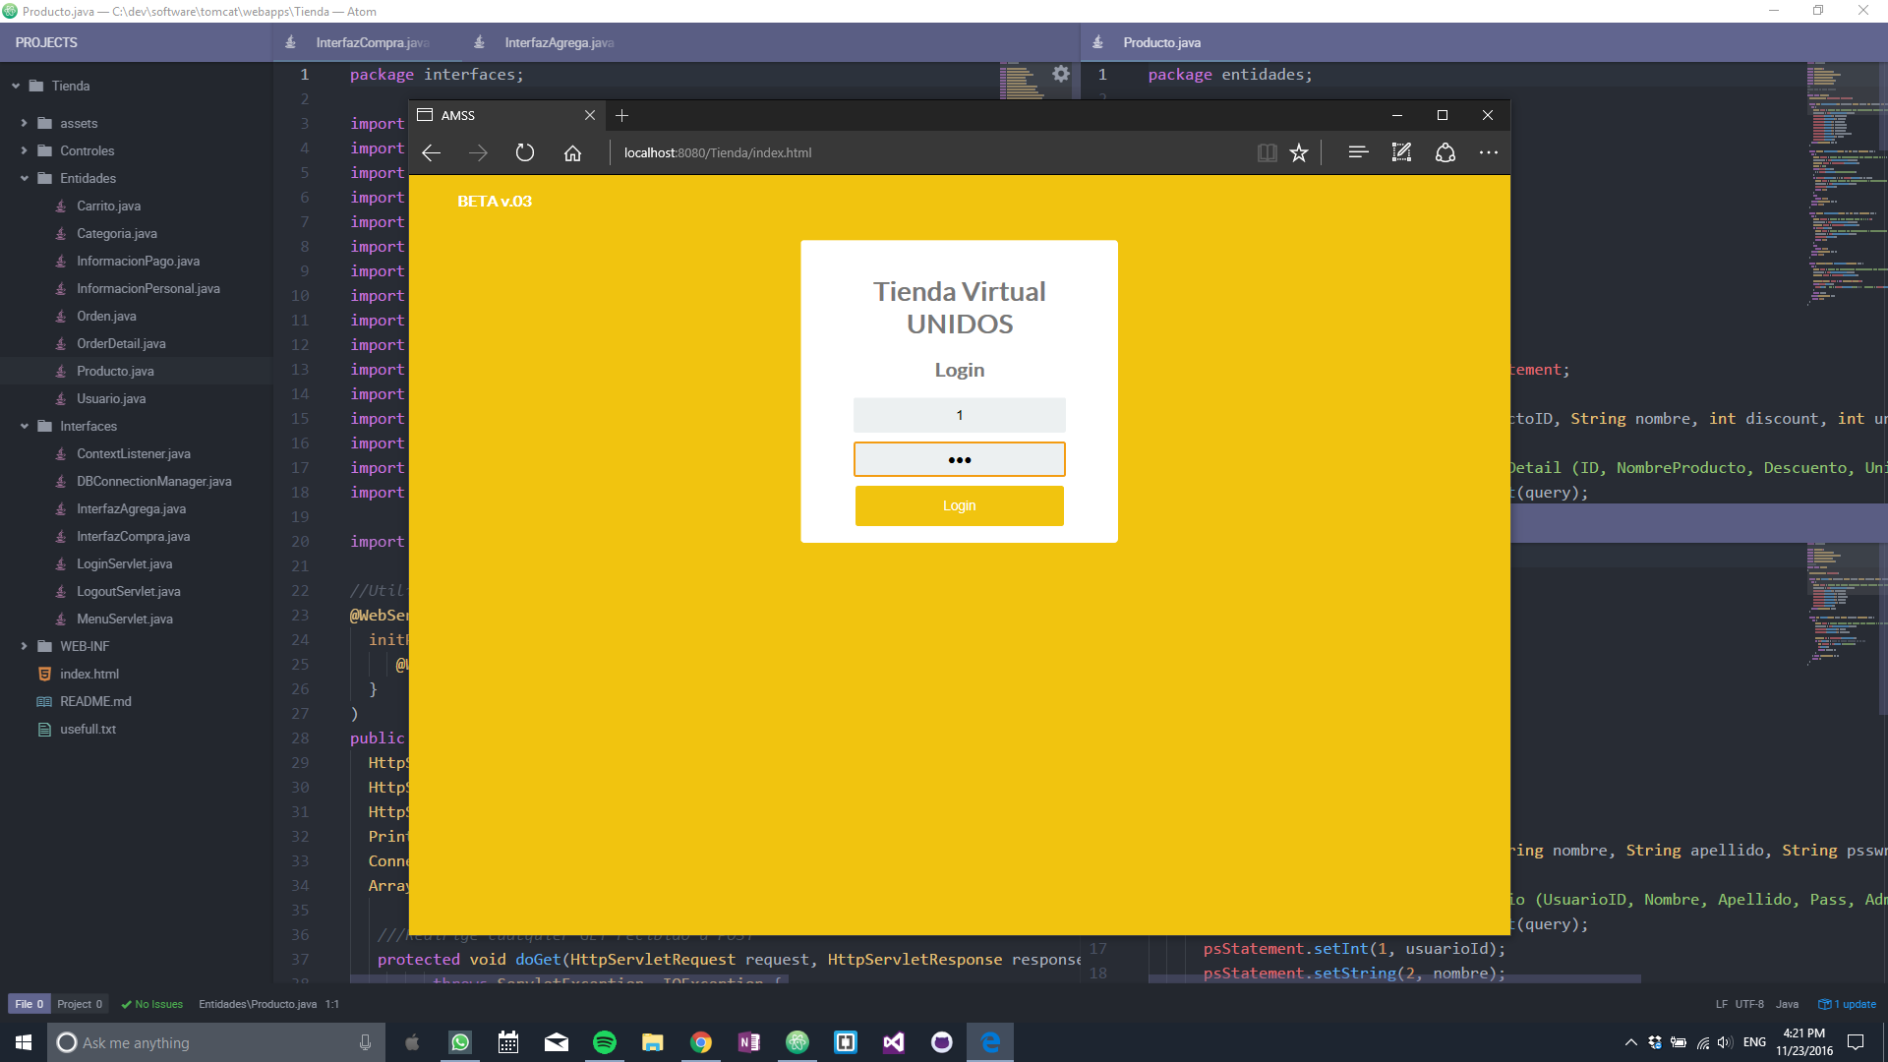 Producto.java — C:\dev\software\tomcat\webapps\Tienda — Atom
PROJECTS
InterfazCompra.java
InterfazAgrega.java
Producto.java
Tienda
assets
Controles
Entidades
Carrito.java
Categoria.java
InformacionPago.java
InformacionPersonal.java
Orden.java
OrderDetail.java
Producto.java
Usuario.java
Interfaces
ContextListener.java
DBConnectionManager.java
InterfazAgrega.java
InterfazCompra.java
LoginServlet.java
LogoutServlet.java
MenuServlet.java
WEB-INF
index.html
README.md
usefull.txt
1 package interfaces;
2
3 import
4 import
5 import
6 import
7 import
8 import
9 import
10 import
11 import
12 import
13 import
14 import
15 import
16 import
17 import
18 import
19
20 import
21
22 //Util
23 @WebSer
24 init
25
26 }
27 )
28 public
29 HttpS
30 HttpS
31 HttpS
32 Print
33 Conne
34 Array
35
36
37 protected void doGet(HttpServletRequest request, HttpServletResponse response
38 throws ServletException, IOException {
AMSS
localhost:8080/Tienda/index.html
BETA v.03
Tienda Virtual
UNIDOS
Login
1
•••
Login
1 package entidades;
ement;
ctoID, String nombre, int discount, int un
Detail (ID, NombreProducto, Descuento, Uni
t(query);
ring nombre, String apellido, String psswr
io (UsuarioID, Nombre, Apellido, Pass, Adm
t(query);
17 psStatement.setInt(1, usuarioId);
18 psStatement.setString(2, nombre);
File 0 Project 0 No Issues Entidades\Producto.java 1:1
LF UTF-8 Java 1 update
Ask me anything
ENG
4:21 PM
11/23/2016